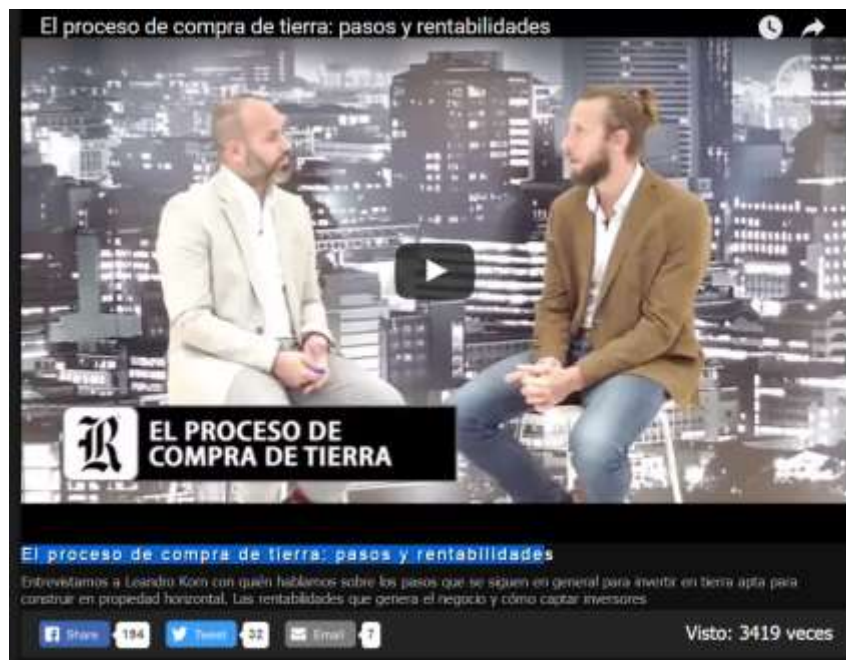 El proceso de compra de tierra: pasos y rentabilidades
R
EL PROCESO DE
COMPRA DE TIERRA
El proceso de compra de tierra: pasos y rentabilidades
Entrevistamos a Leandro Korn con quién hablamos sobre los pasos que se siguen en general para invertir en tierra apta para
construir en propiedad horizontal. Las rentabilidades que genera el negocio y cómo captar inversores
Share 194 Tweet 32 Email 7 Visto: 3419 veces